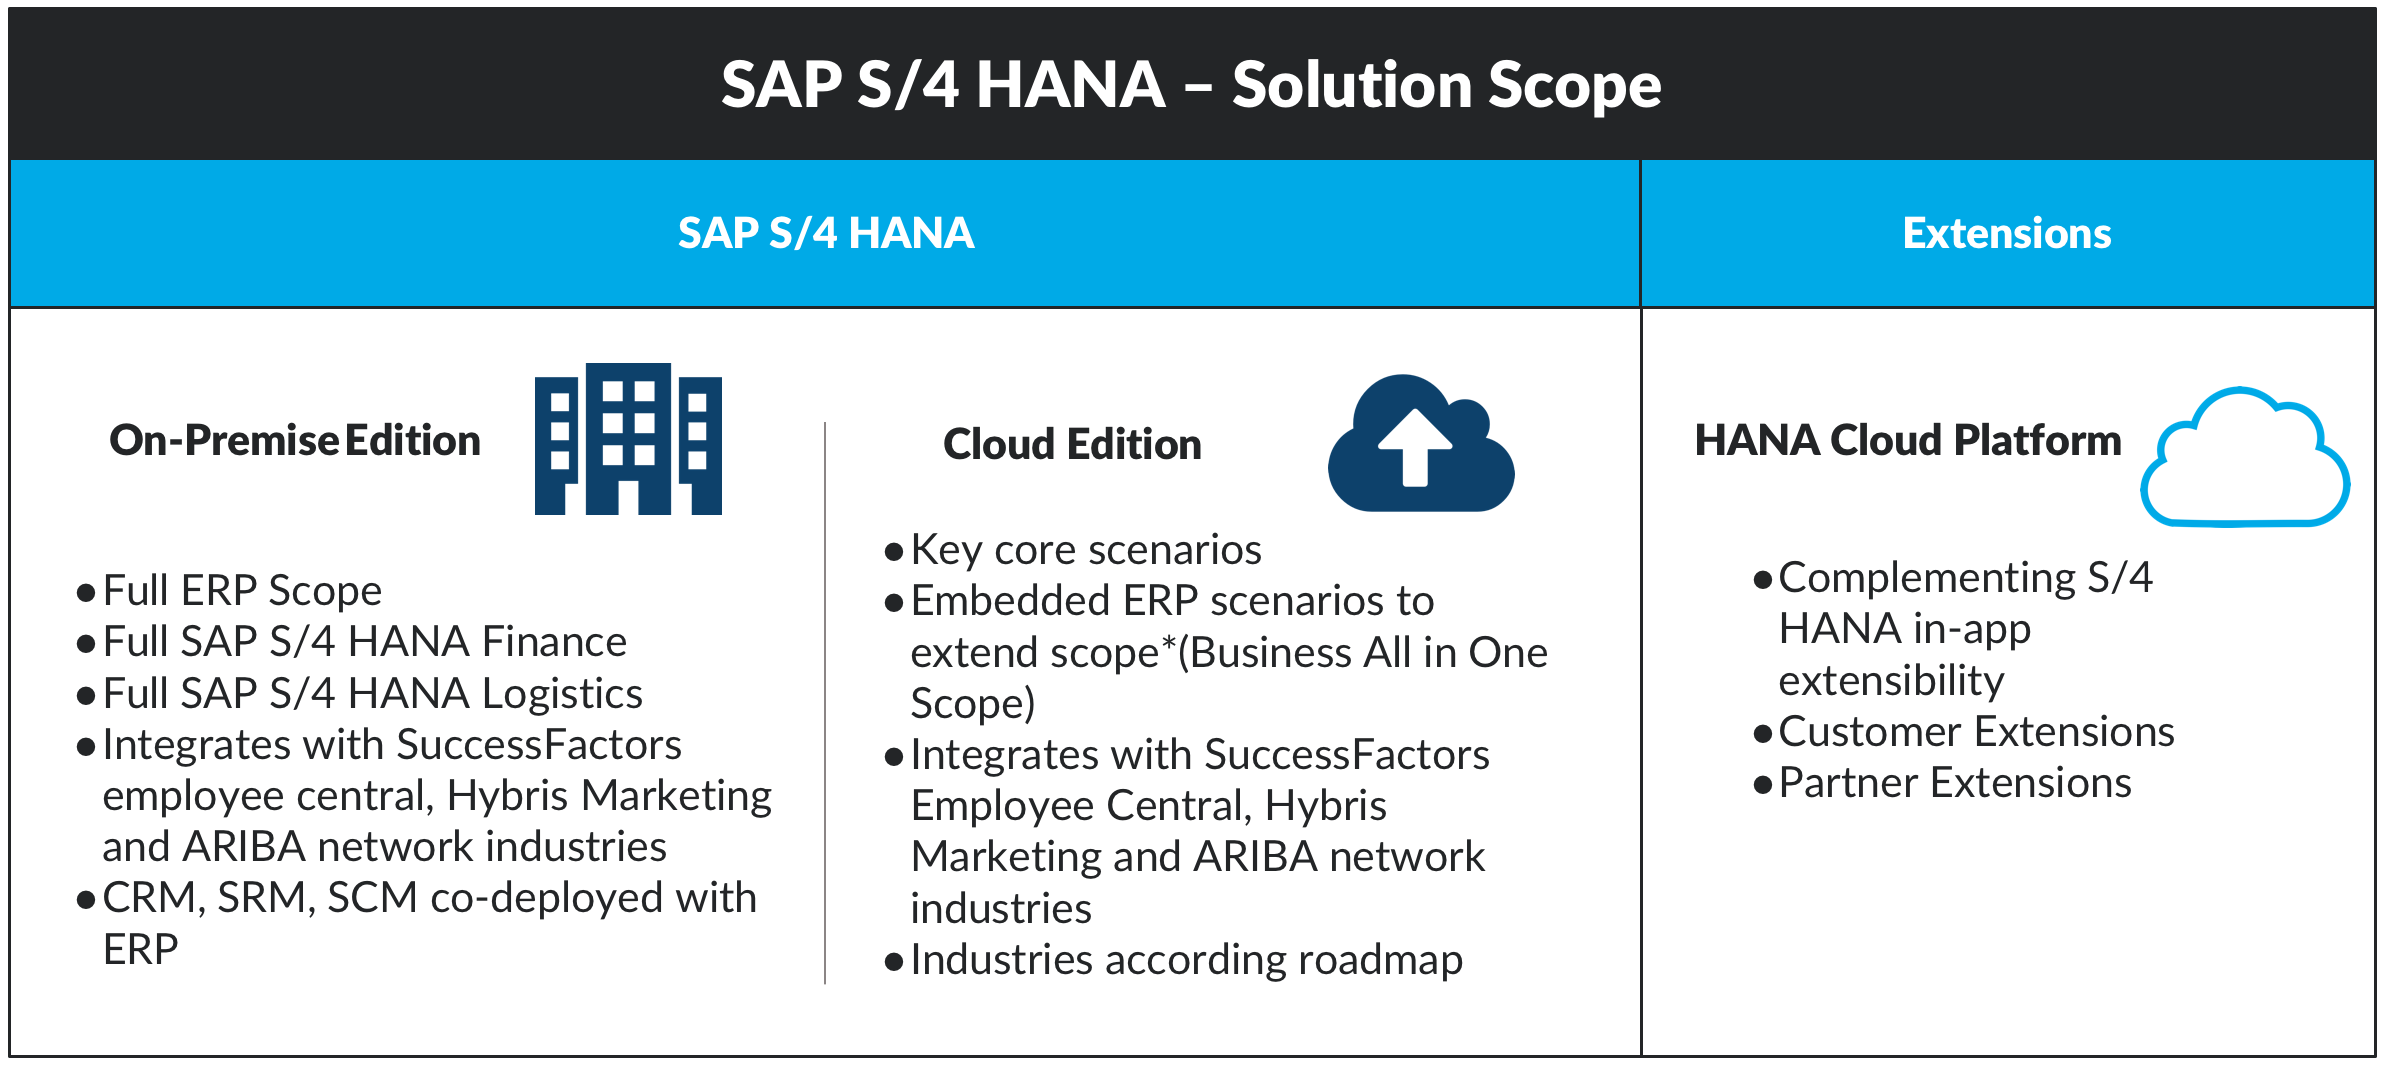 SAP S/4 HANA – Solution Scope
SAP S/4 HANA
Extensions
On-Premise Edition
●Full ERP Scope
●Full SAP S/4 HANA Finance
●Full SAP S/4 HANA Logistics
●Integrates with SuccessFactors
employee central, Hybris Marketing
and ARIBA network industries
●CRM, SRM, SCM co-deployed with
ERP
Cloud Edition
●Key core scenarios
●Embedded ERP scenarios to
extend scope*(Business All in One
Scope)
●Integrates with SuccessFactors
Employee Central, Hybris
Marketing and ARIBA network
industries
●Industries according roadmap
HANA Cloud Platform
●Complementing S/4
HANA in-app
extensibility
●Customer Extensions
●Partner Extensions